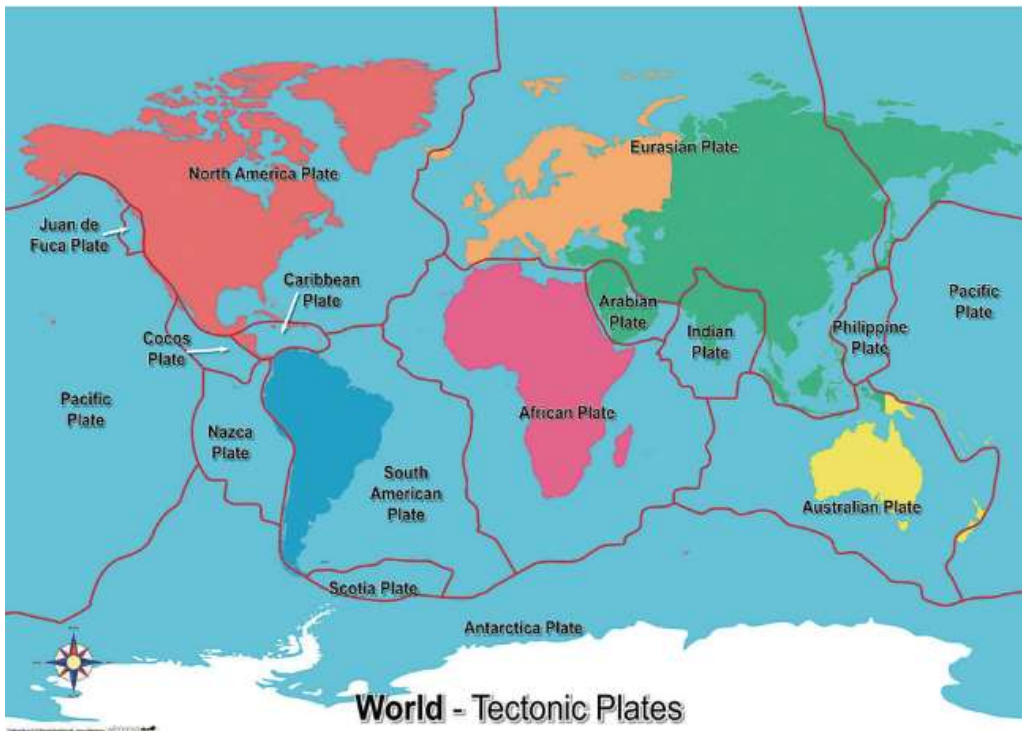 North America Plate
Eurasian Plate
Juan de
Fuca Plate
Caribbean
Plate
Cocos
Plate
Arabian
Plate
Indian
Plate
Philippine
Plate
Pacific
Plate
Pacific
Plate
Nazca
Plate
African Plate
South
American
Plate
Australian Plate
Scotia Plate
Antarctica Plate
World - Tectonic Plates